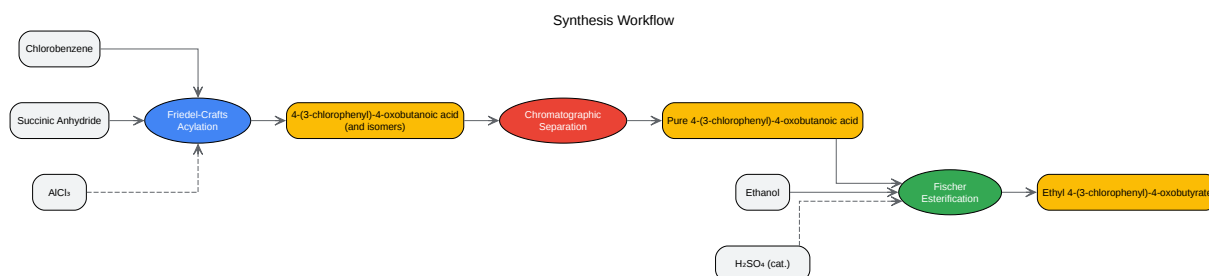 Synthesis Workflow
Chlorobenzene
Succinic Anhydride
AlCl₃
Friedel-Crafts
Acylation
4-(3-chlorophenyl)-4-oxobutanoic acid
(and isomers)
Chromatographic
Separation
Pure 4-(3-chlorophenyl)-4-oxobutanoic acid
Ethanol
H₂SO₄ (cat.)
Fischer
Esterification
Ethyl 4-(3-chlorophenyl)-4-oxobutyrate